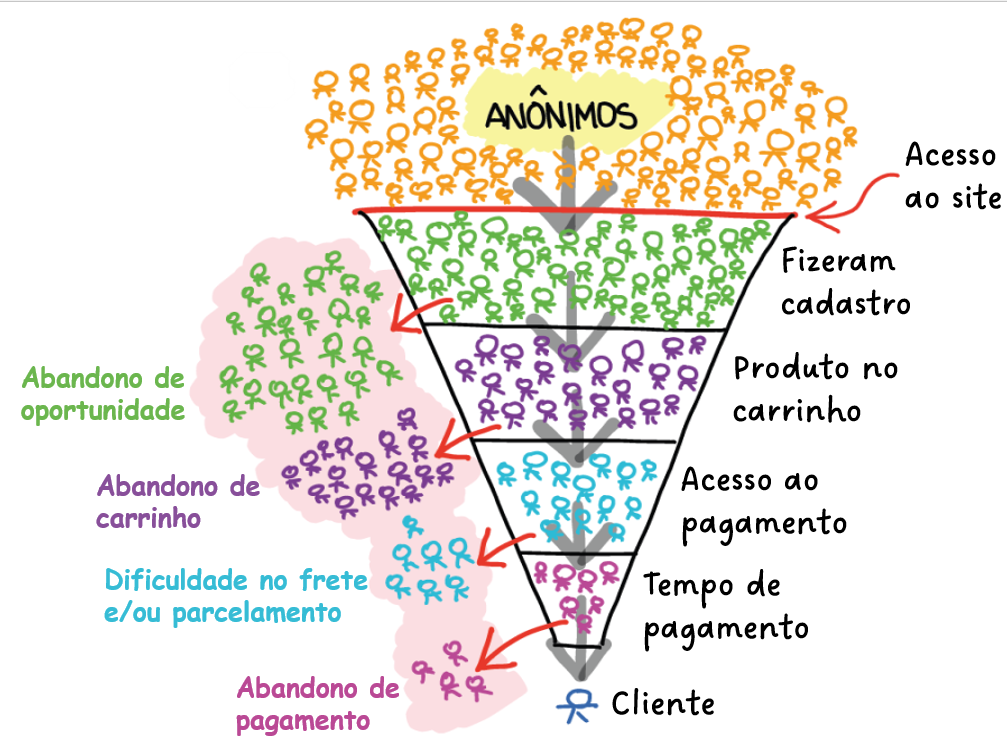 ANÔNIMOS
Acesso
ao site
Fizeram
cadastro
Produto no
carrinho
Abandono de
oportunidade
Acesso ao
pagamento
Abandono de
carrinho
Dificuldade no frete
e/ou parcelamento
Tempo de
pagamento
Abandono de
pagamento
Cliente